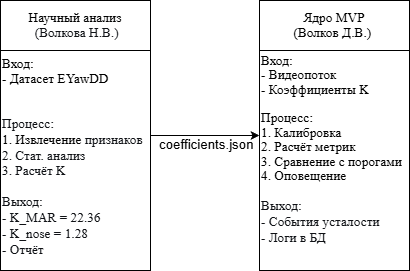 Научный анализ
(Волкова Н.В.)
Вход:
- Датасет EYawDD
Процесс:
1. Извлечение признаков
2. Стат. анализ
3. Расчёт K
Выход:
- K_MAR = 22.36
- K_nose = 1.28
- Отчёт
coefficients.json
Ядро MVP
(Волков Д.В.)
Вход:
- Видеопоток
- Коэффициенты K
Процесс:
1. Калибровка
2. Расчёт метрик
3. Сравнение с порогами
4. Оповещение
Выход:
- События усталости
- Логи в БД